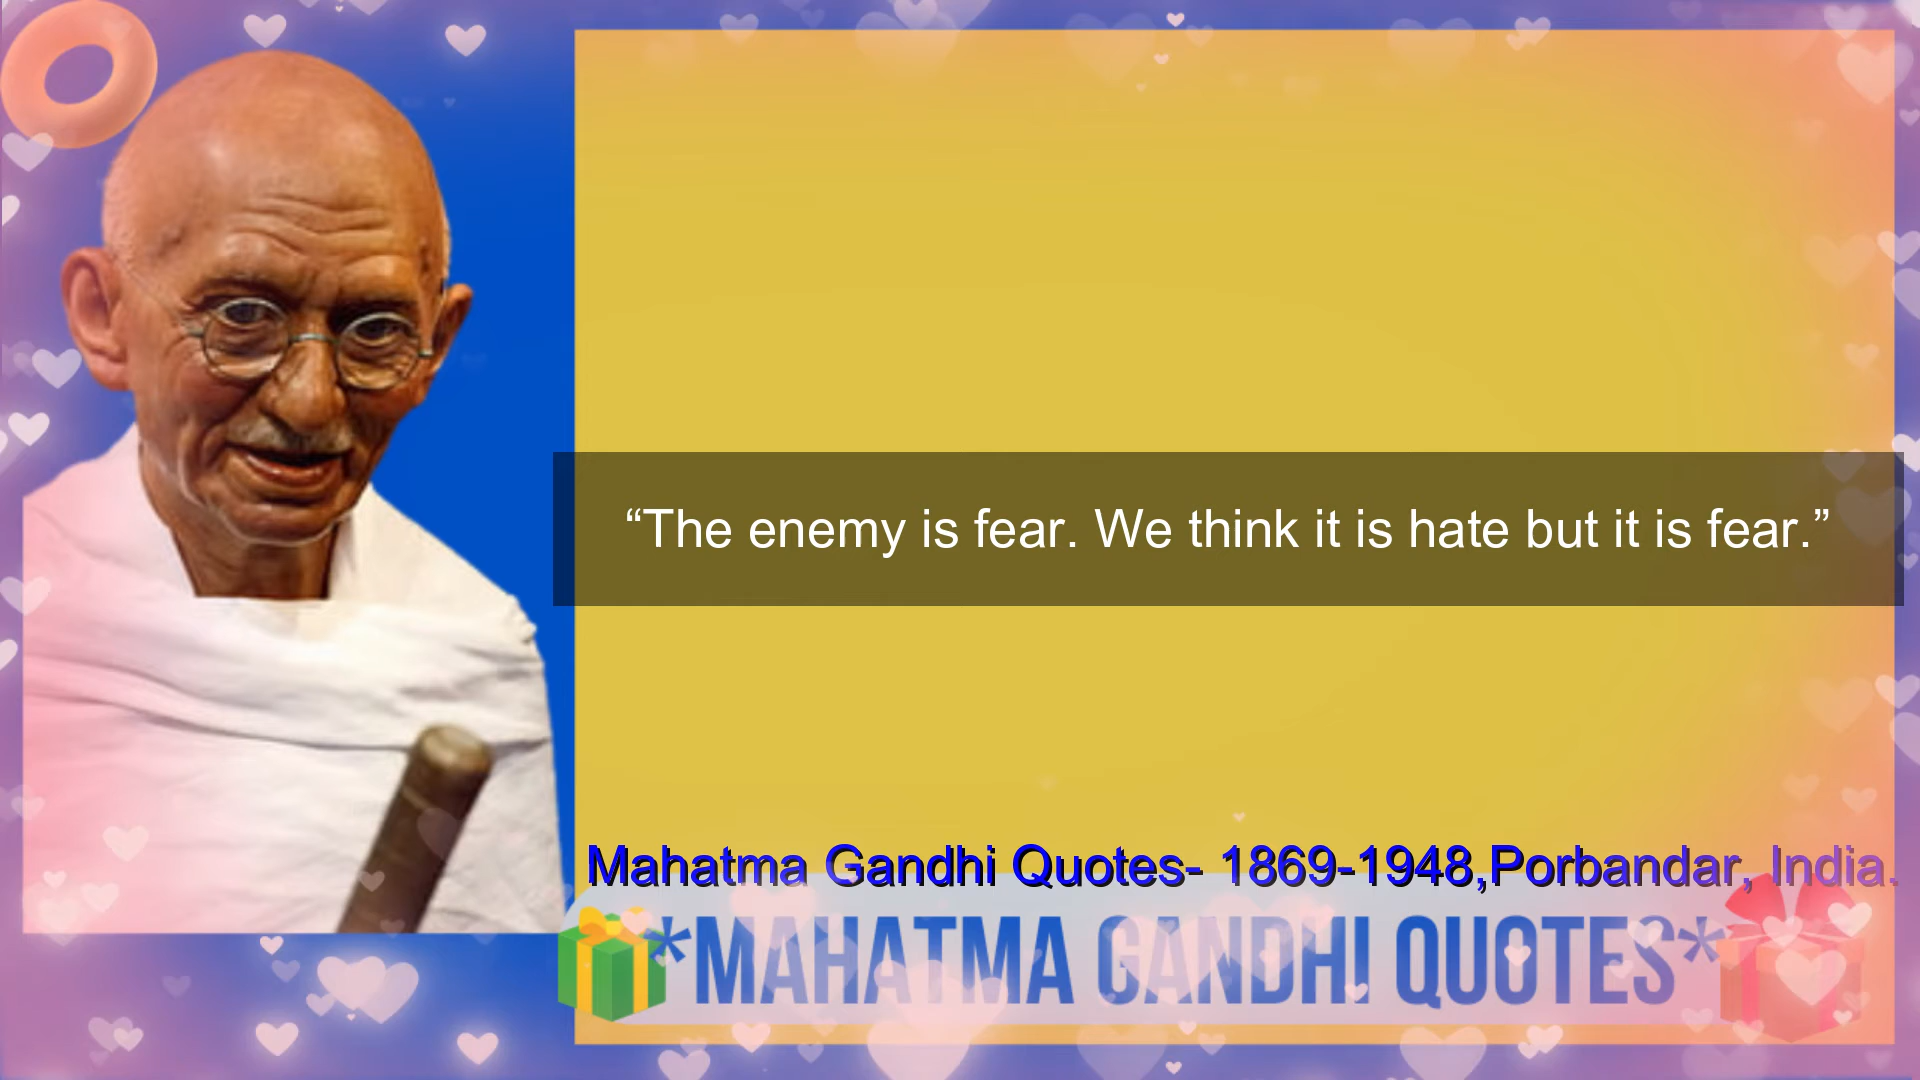 “The enemy is fear. We think it is hate but it is fear.”
Mahatma Gandhi Quotes- 1869-1948,Porbandar, India.
*MAHATMA GANDHI QUOTES*